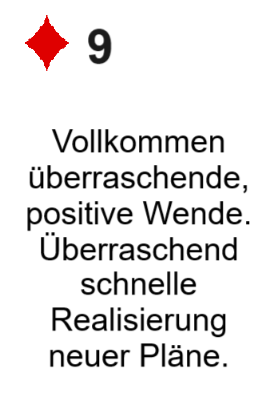 ♦ 9
Vollkommen
überraschende,
positive Wende.
Überraschend
schnelle
Realisierung
neuer Pläne.